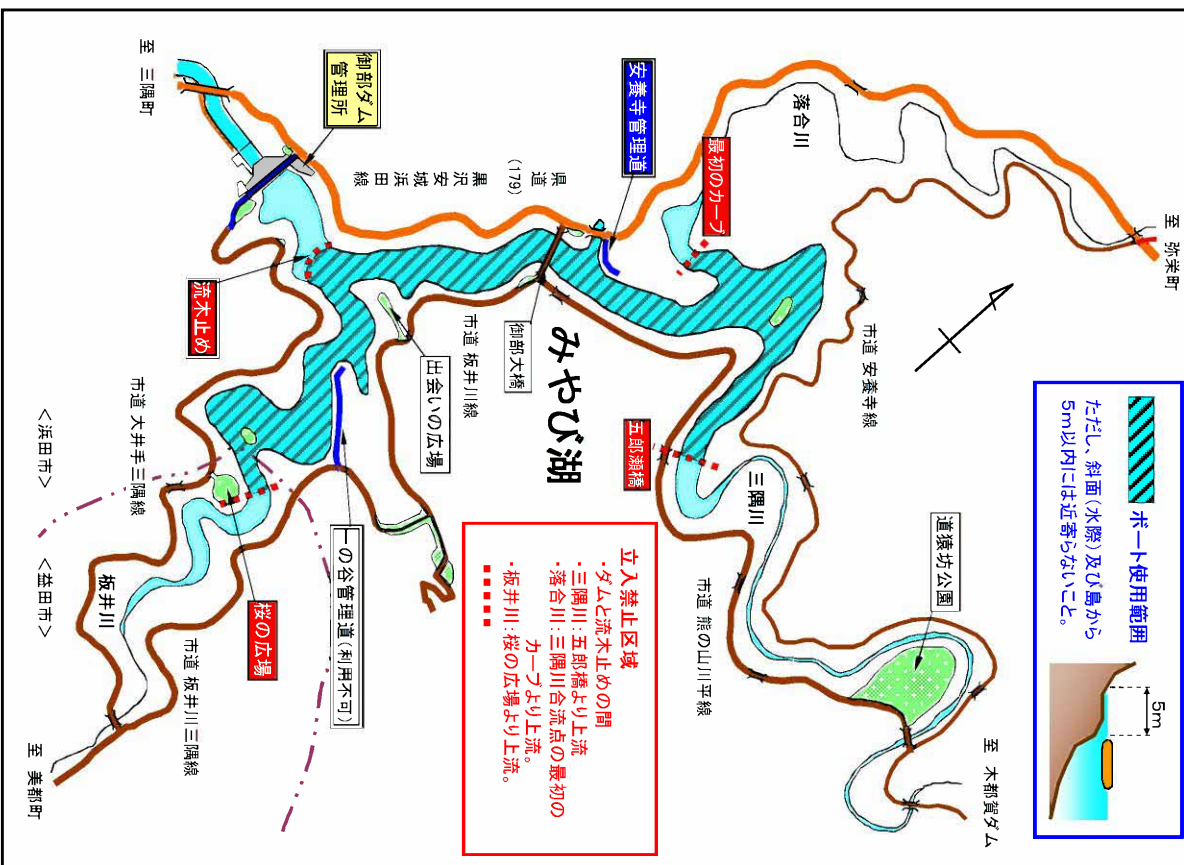 ボート使用範囲
ただし、斜面(水際)及び島から
5m以内には近寄らないこと。
5m
至 弥栄町
落合川
最初のカーブ
安養寺管理道
御部ダム
管理所
至 三隅町
県道
(179)
黒沢安城浜田線
市道 安養寺線
御部大橋
みやび湖
市道 板井川線
出会いの広場
流木止め
五郎瀬橋
三隅川
道猿坊公園
市道 熊の山川平線
至 木都賀ダム
立入禁止区域
・ダムと流木止めの間
・三隅川:五郎橋より上流
・落合川:三隅川合流点の最初の
カーブより上流。
・板井川:桜の広場より上流。
一の谷管理道(利用不可)
市道 大井手三隅線
<浜田市>
<益田市>
桜の広場
板井川
市道 板井川三隅線
至 美都町